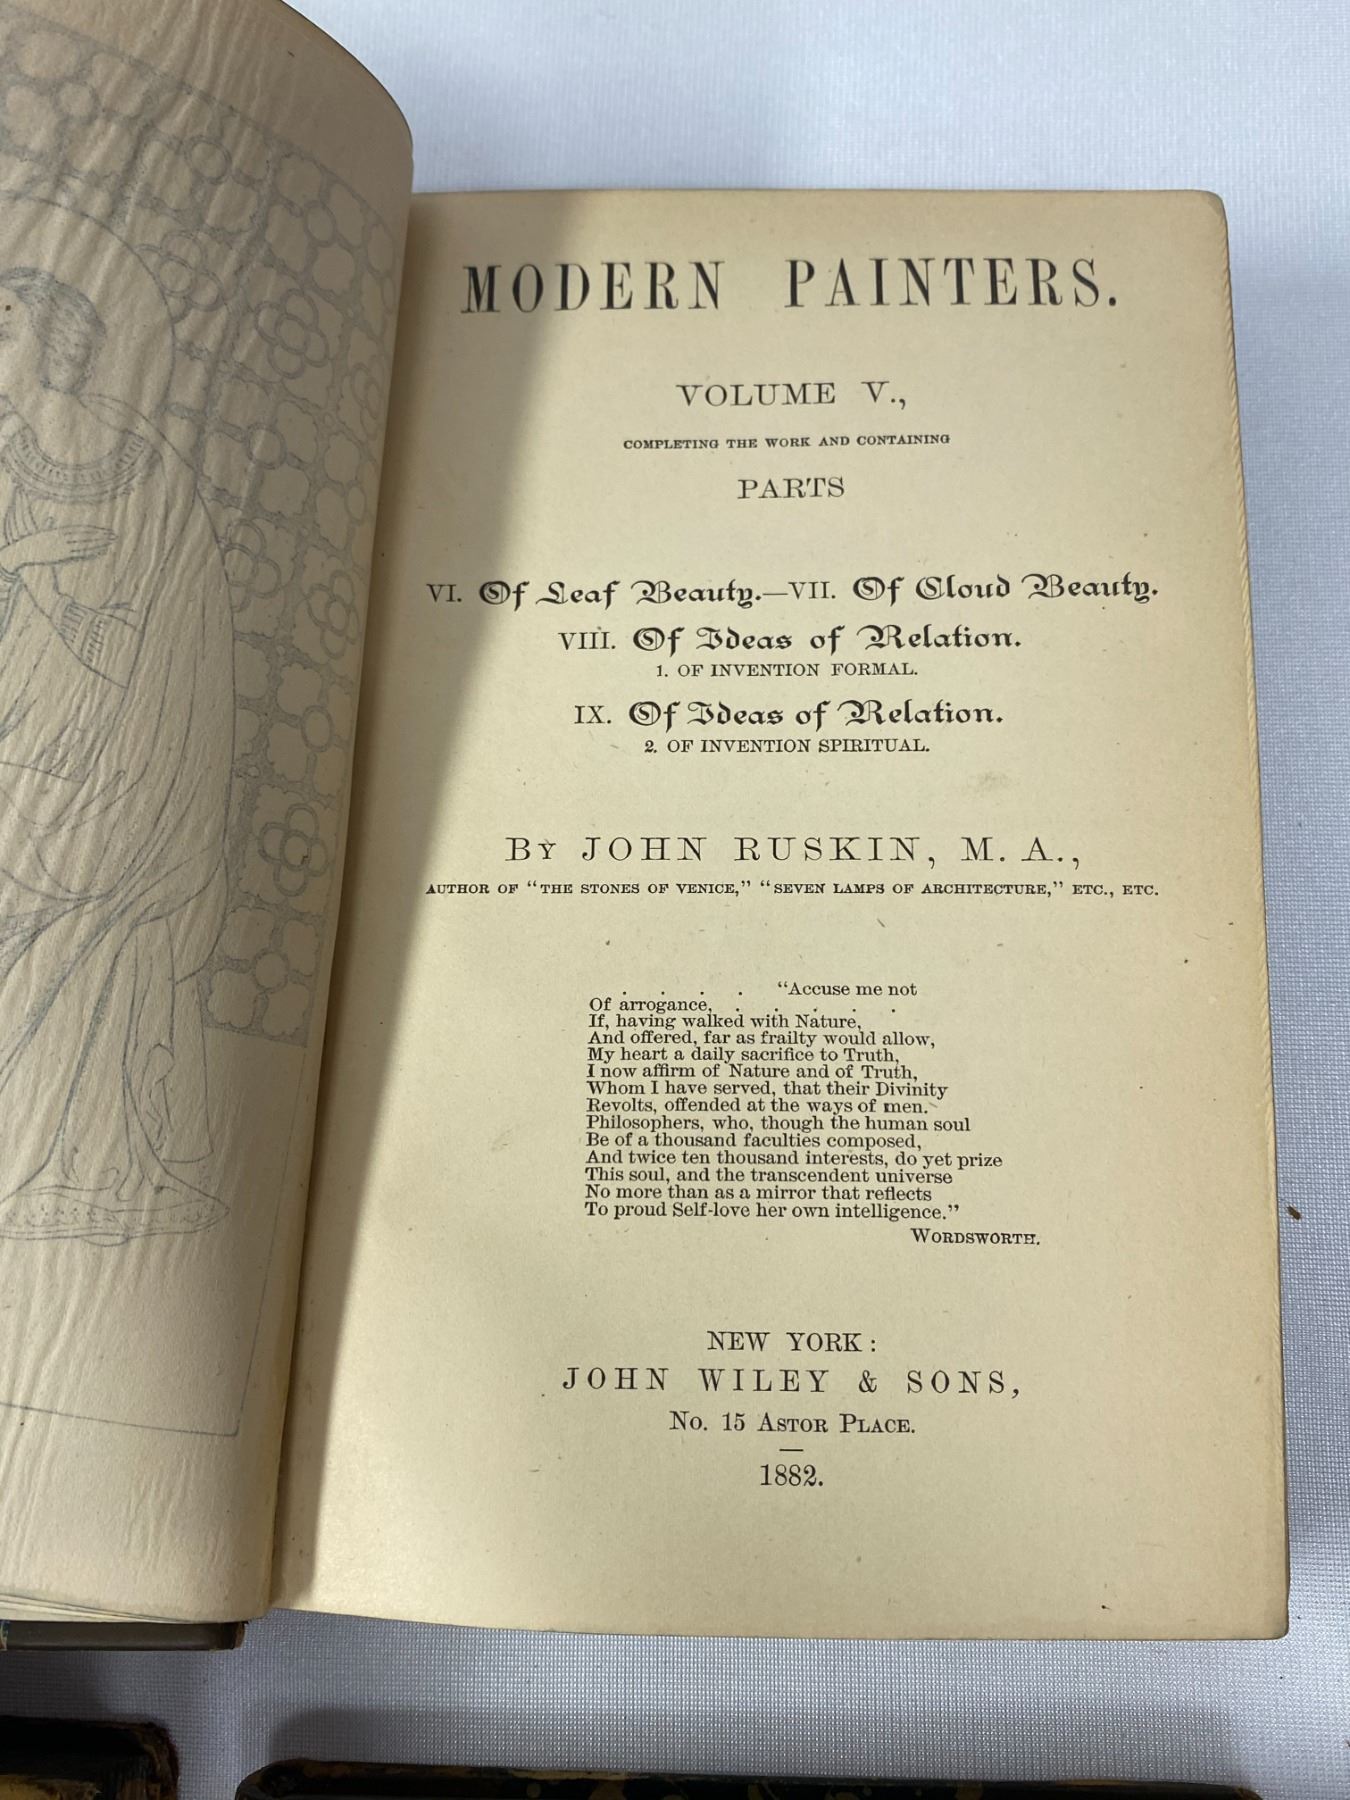 MODERN PAINTERS.
VOLUME V.,
COMPLETING THE WORK AND CONTAINING
PARTS
VI. Of Leaf Beauty.—VII. Of Cloud Beauty.
VIII. Of Ideas of Relation.
1. OF INVENTION FORMAL.
IX. Of Ideas of Relation.
2. OF INVENTION SPIRITUAL.
BY JOHN RUSKIN, M. A.,
AUTHOR OF "THE STONES OF VENICE," "SEVEN LAMPS OF ARCHITECTURE," ETC., ETC.
. . . . "Accuse me not
Of arrogance, . . . . .
If, having walked with Nature,
And offered, far as frailty would allow,
My heart a daily sacrifice to Truth,
I now affirm of Nature and of Truth,
Whom I have served, that their Divinity
Revolts, offended at the ways of men.
Philosophers, who, though the human soul
Be of a thousand faculties composed,
And twice ten thousand interests, do yet prize
This soul, and the transcendent universe
No more than as a mirror that reflects
To proud Self-love her own intelligence."
WORDSWORTH.
NEW YORK:
JOHN WILEY & SONS,
No. 15 ASTOR PLACE.
1882.